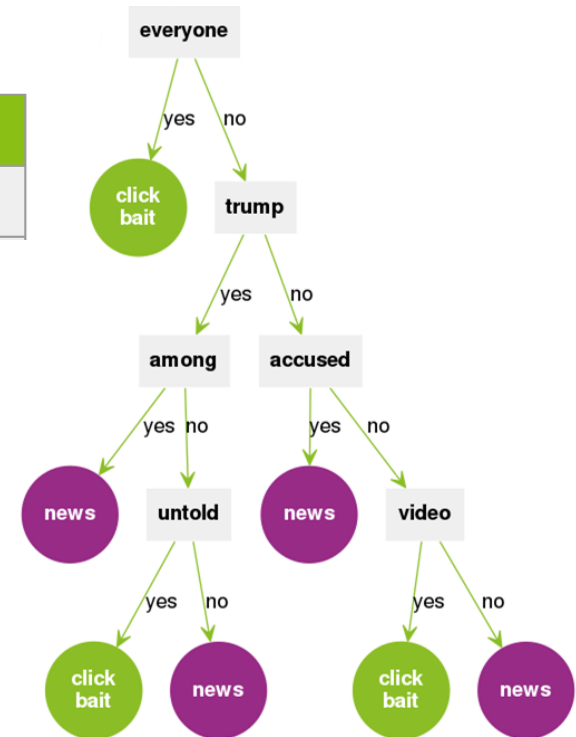 everyone
yes
no
click
bait
trump
yes
no
among
accused
yes
no
yes
no
news
untold
news
video
yes
no
yes
no
click
bait
news
click
bait
news